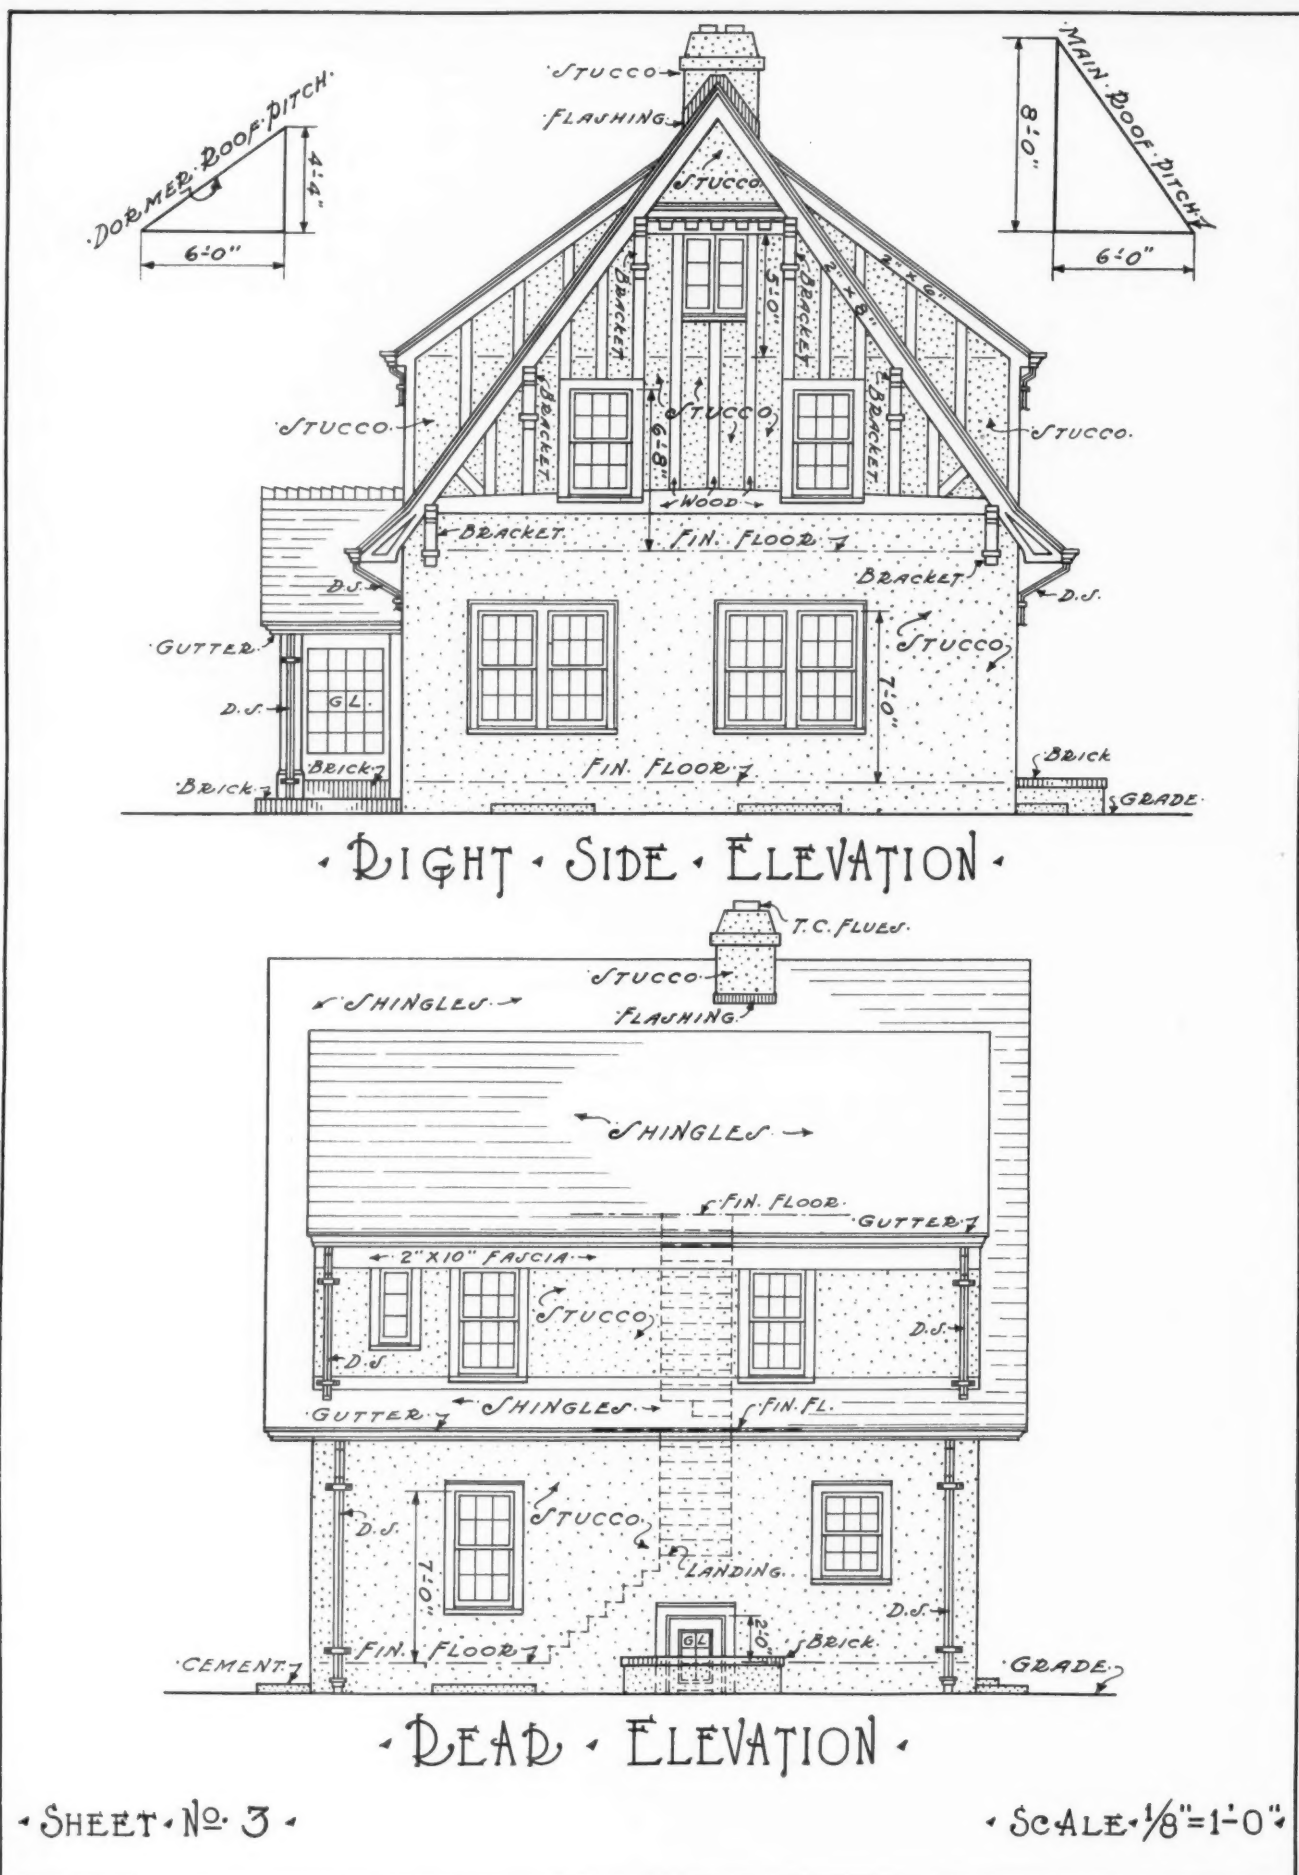 ·STUCCO·
·FLASHING·
·DORMER·ROOF·PITCH·
4'-4"
6'-0"
·MAIN·ROOF·PITCH·
8'-0"
6'-0"
STUCCO
BRACKET
5'-0"
BRACKET
2" X 8"
2" X 6"
·STUCCO·
BRACKET
6'-8"
STUCCO
BRACKET
·STUCCO·
WOOD
BRACKET
FIN. FLOOR
BRACKET
D.S.
D.S.
·GUTTER·
STUCCO
7'-0"
D.S.
GL.
BRICK
FIN. FLOOR
BRICK
·BRICK
GRADE·
·RIGHT·SIDE·ELEVATION·
T.C. FLUES·
STUCCO
·SHINGLES·
·FLASHING·
SHINGLES
FIN. FLOOR·
GUTTER·
2" X 10" FASCIA
STUCCO
D.S.
D.S
·GUTTER·
·SHINGLES·
FIN. FL.
STUCCO
D.S.
7'-0"
LANDING
D.S.
2'-0"
GL
BRICK·
FIN. FLOOR
·CEMENT
GRADE
·REAR·ELEVATION·
·SHEET·No. 3·
·SCALE·1/8"=1'-0"·